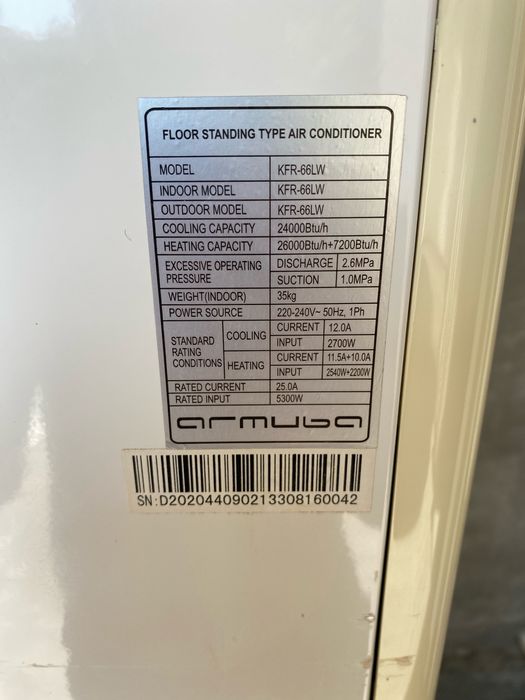 FLOOR STANDING TYPE AIR CONDITIONER
MODEL KFR-66LW
INDOOR MODEL KFR-66LW
OUTDOOR MODEL KFR-66LW
COOLING CAPACITY 24000Btu/h
HEATING CAPACITY 26000Btu/h+7200Btu/h
EXCESSIVE OPERATING PRESSURE DISCHARGE 2.6MPa
SUCTION 1.0MPa
WEIGHT(INDOOR) 35kg
POWER SOURCE 220-240V~ 50Hz, 1Ph
STANDARD RATING CONDITIONS COOLING CURRENT 12.0A
INPUT 2700W
HEATING CURRENT 11.5A+10.0A
INPUT 2540W+2200W
RATED CURRENT 25.0A
RATED INPUT 5300W
armuba
SN:D202044090213308160042